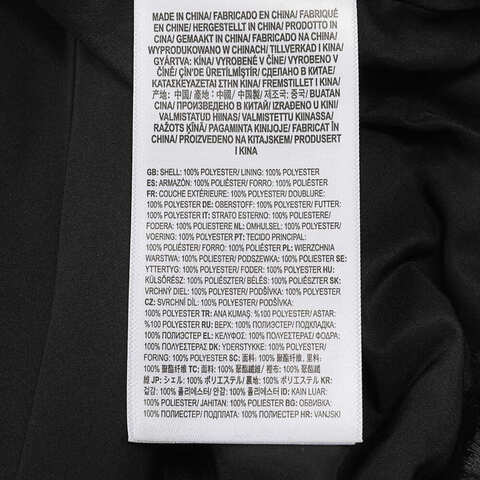 MADE IN CHINA/ FABRICADO EN CHINA/ FABRIQUÉ
EN CHINE/ HERGESTELLT IN CHINA/ PRODOTTO IN
CINA/ GEMAAKT IN CHINA/ FABRICADO NA CHINA/
WYPRODUKOWANO W CHINACH/ TILLVERKAD I KINA/
GYÁRTVA: KÍNA/ VYROBENÉ V ČÍNE/ VYROBENO V
ČÍNĚ/ ÇİN'DE ÜRETİLMİŞTİR/ СДЕЛАНО В КИТАЕ/
ΚΑΤΑΣΚΕΥΑΖΕΤΑΙ ΣΤΗΝ ΚΙΝΑ/ FREMSTILLET I KINA/
产地: 中国/ 產地: 中國/ 中国製/ 제조국: 중국/ BUATAN
CINA/ ПРОИЗВЕДЕНО В КИТАЙ/ IZRAĐENO U KINI/
VALMISTATUD HIINAS/ VALMISTETTU KIINASSA/
RAŽOTS ĶĪNĀ/ PAGAMINTA KINIJOJE/ FABRICAT ÎN
CHINA/ PROIZVEDENO NA KITAJSKEM/ PRODUSERT
I KINA
GB: SHELL: 100% POLYESTER/ LINING: 100% POLYESTER
ES: ARMAZÓN: 100% POLIÉSTER/ FORRO: 100% POLIÉSTER
FR: COUCHE EXTÉRIEURE: 100% POLYESTER/ DOUBLURE:
100% POLYESTER DE: OBERSTOFF: 100% POLYESTER/ FUTTER:
100% POLYESTER IT: STRATO ESTERNO: 100% POLIESTERE/
FODERA: 100% POLIESTERE NL: OMHULSEL: 100% POLYESTER/
VOERING: 100% POLYESTER PT: TECIDO PRINCIPAL:
100% POLIÉSTER/ FORRO: 100% POLIÉSTER PL: WIERZCHNIA
WARSTWA: 100% POLIESTER/ PODSZEWKA: 100% POLIESTER SE:
YTTERTYG: 100% POLYESTER/ FODER: 100% POLYESTER HU:
KÜLSŐRÉSZ: 100% POLIÉSZTER/ BÉLÉS: 100% POLIÉSZTER SK:
VRCHNÝ DIEL: 100% POLYESTER/ PODŠÍVKA: 100% POLYESTER
CZ: SVRCHNÍ DÍL: 100% POLYESTER/ PODŠÍVKA:
100% POLYESTER TR: ANA KUMAŞ: %100 POLYESTER/ ASTAR:
%100 POLYESTER RU: ВЕРХ: 100% ПОЛИЭСТЕР/ ПОДКЛАДКА:
100% ПОЛИЭСТЕР EL: ΚΕΛΥΦΟΣ: 100% ΠΟΛΥΕΣΤΕΡΑΣ/ ΦΟΔΡΑ:
100% ΠΟΛΥΕΣΤΕΡΑΣ DK: YDERSTYKKE: 100% POLYESTER/
FORING: 100% POLYESTER SC: 面料: 100% 聚酯纤维, 里料:
100% 聚酯纤维 TC: 面料: 100% 聚酯纖維/ 裡布: 100% 聚酯纖
維 JP: シェル: 100% ポリエステル/ 裏地: 100% ポリエステル KR:
겉감: 100% 폴리에스터/ 안감: 100% 폴리에스터 ID: KAIN LUAR:
100% POLIESTER/ JAHITAN: 100% POLIESTER BG: ОБВИВКА:
100% ПОЛИЕСТЕР/ ПОДПЛАТА: 100% ПОЛИЕСТЕР HR: VANJSKI